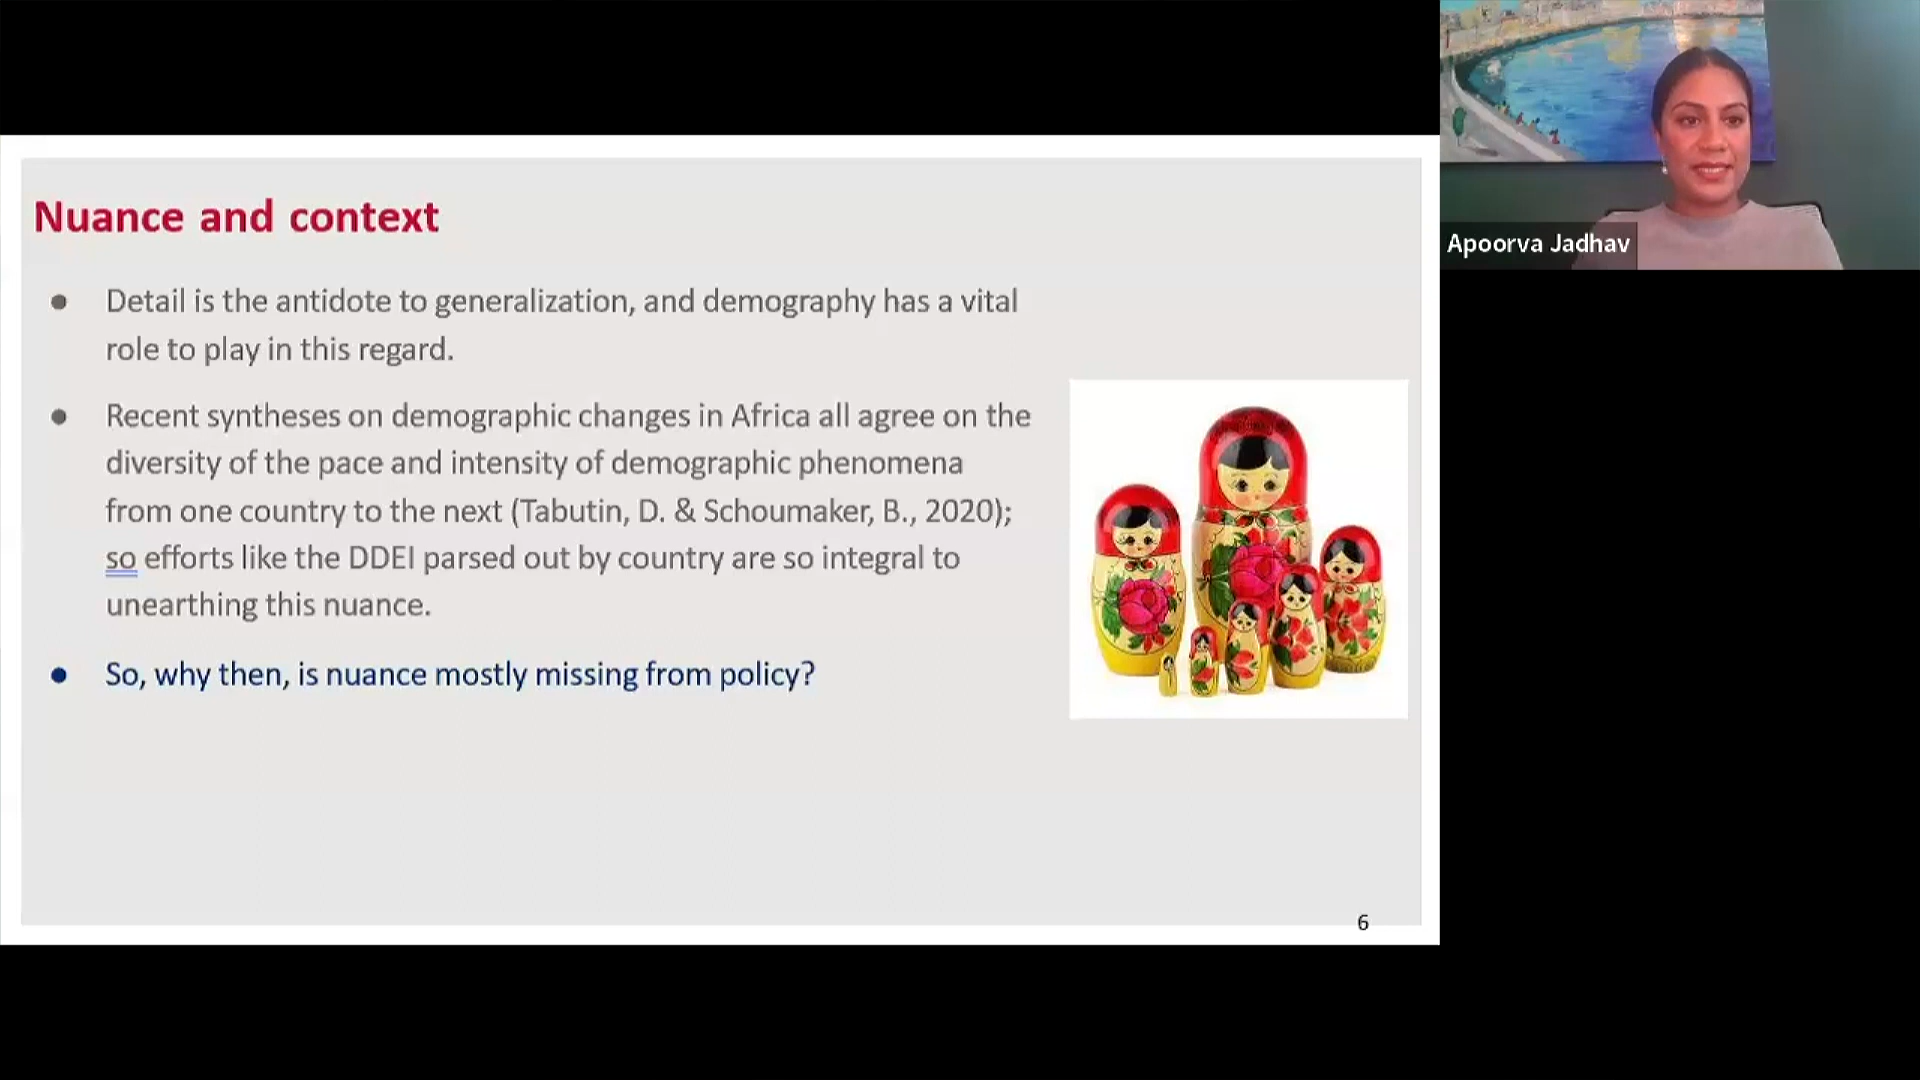 Nuance and context
● Detail is the antidote to generalization, and demography has a vital
role to play in this regard.
● Recent syntheses on demographic changes in Africa all agree on the
diversity of the pace and intensity of demographic phenomena
from one country to the next (Tabutin, D. & Schoumaker, B., 2020);
so efforts like the DDEI parsed out by country are so integral to
unearthing this nuance.
● So, why then, is nuance mostly missing from policy?
6
Apoorva Jadhav